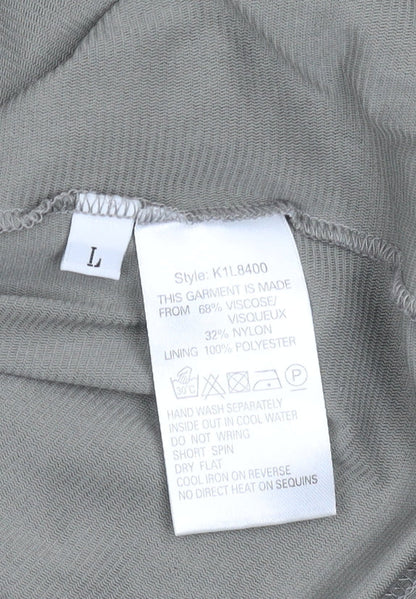 L
Style: K1L8400
THIS GARMENT IS MADE
FROM 68% VISCOSE/
VISQUEUX
32% NYLON
LINING 100% POLYESTER
30°C P
HAND WASH SEPARATELY
INSIDE OUT IN COOL WATER
DO NOT WRING
SHORT SPIN
DRY FLAT
COOL IRON ON REVERSE
NO DIRECT HEAT ON SEQUINS